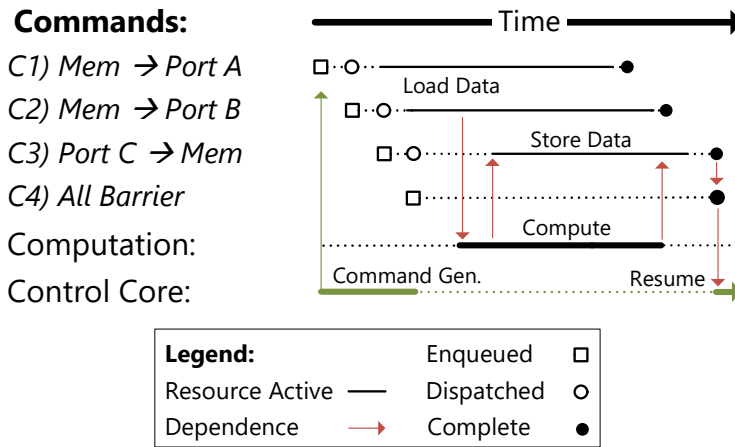 Commands:
Time
C1) Mem → Port A
Load Data
C2) Mem → Port B
C3) Port C → Mem
Store Data
C4) All Barrier
Computation:
Compute
Control Core:
Command Gen.
Resume
Legend:
Enqueued
Resource Active
Dispatched
Dependence
Complete